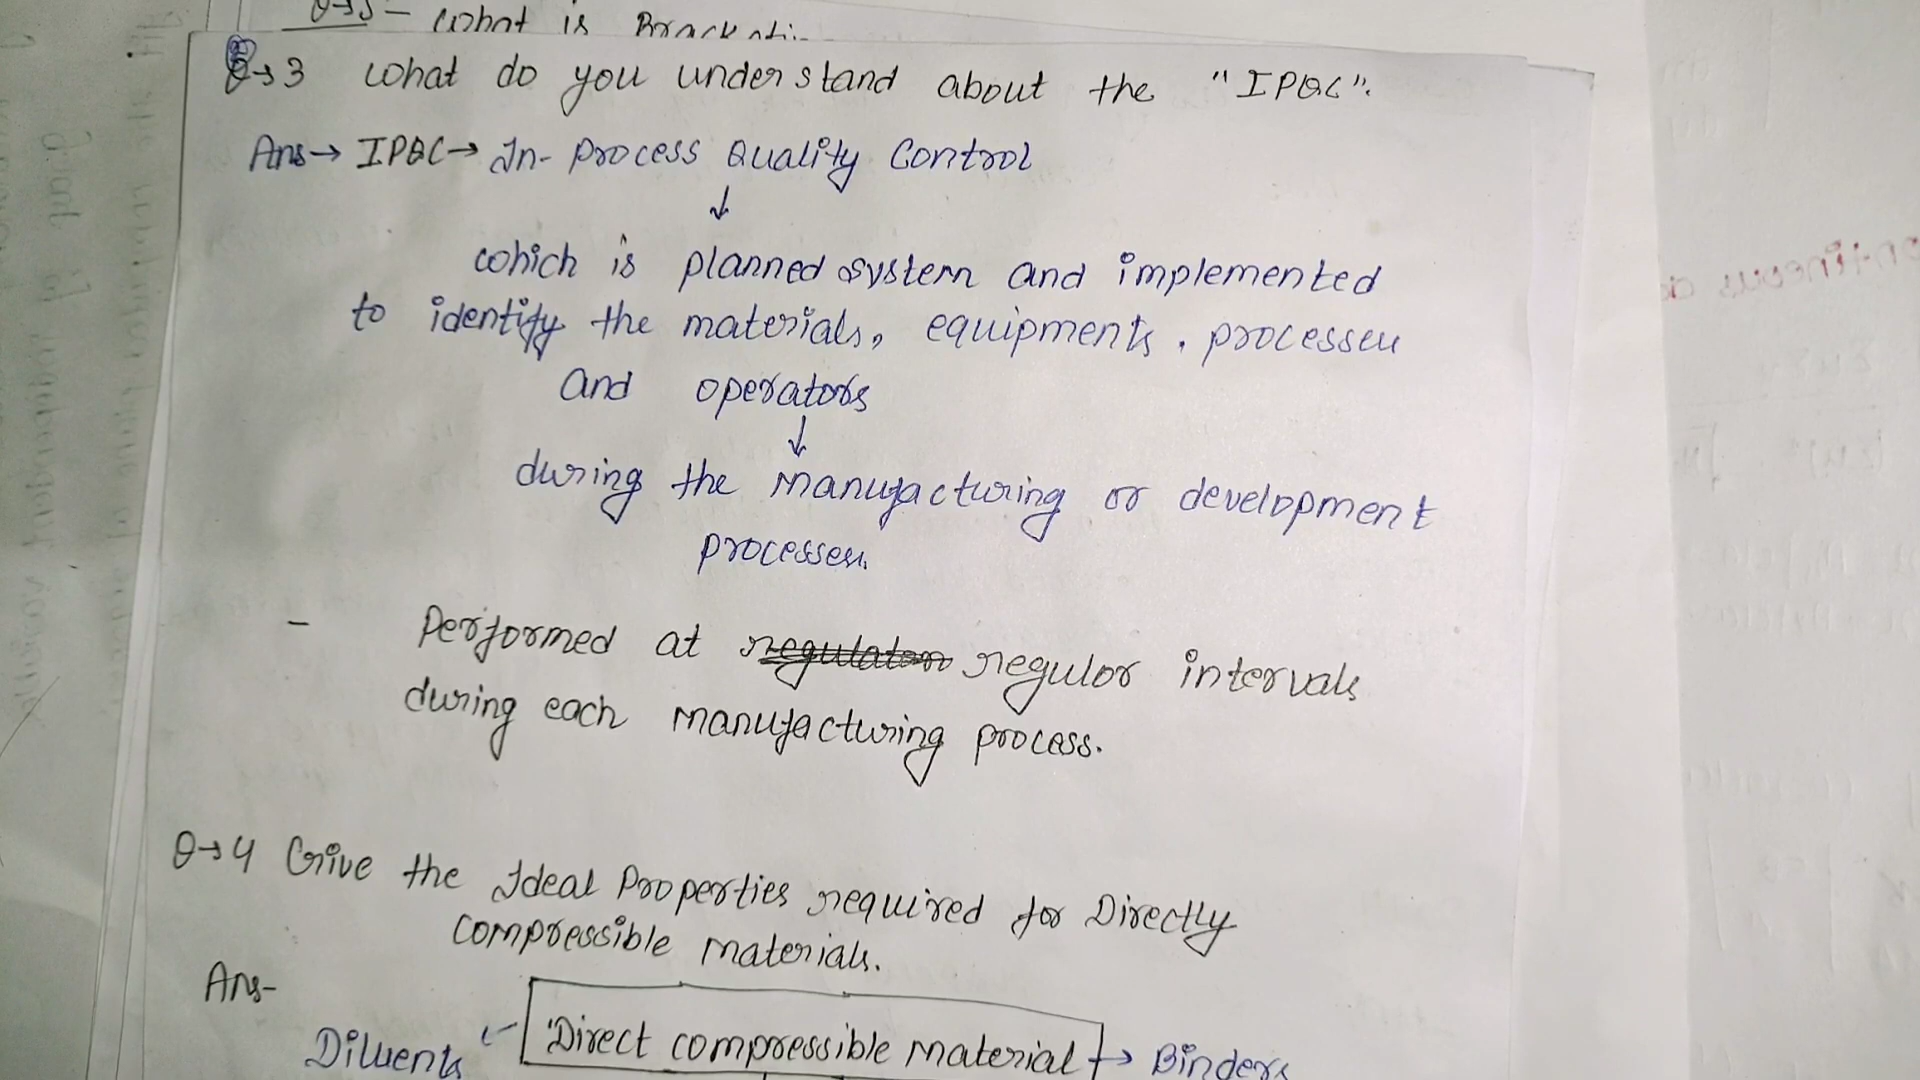 Q→5 - What is
Q→3 What do you understand about the "IPQC".
Ans→ IPQC→ In-process Quality Control
↓
which is planned system and implemented
to identify the materials, equipments, processes
and operators
↓
during the manufacturing or development
processes.
- Performed at regular intervals
during each manufacturing process.
Q→4 Give the Ideal Properties required for Directly
compressible materials.
Ans-
Diluents ← Direct compressible material → Binders